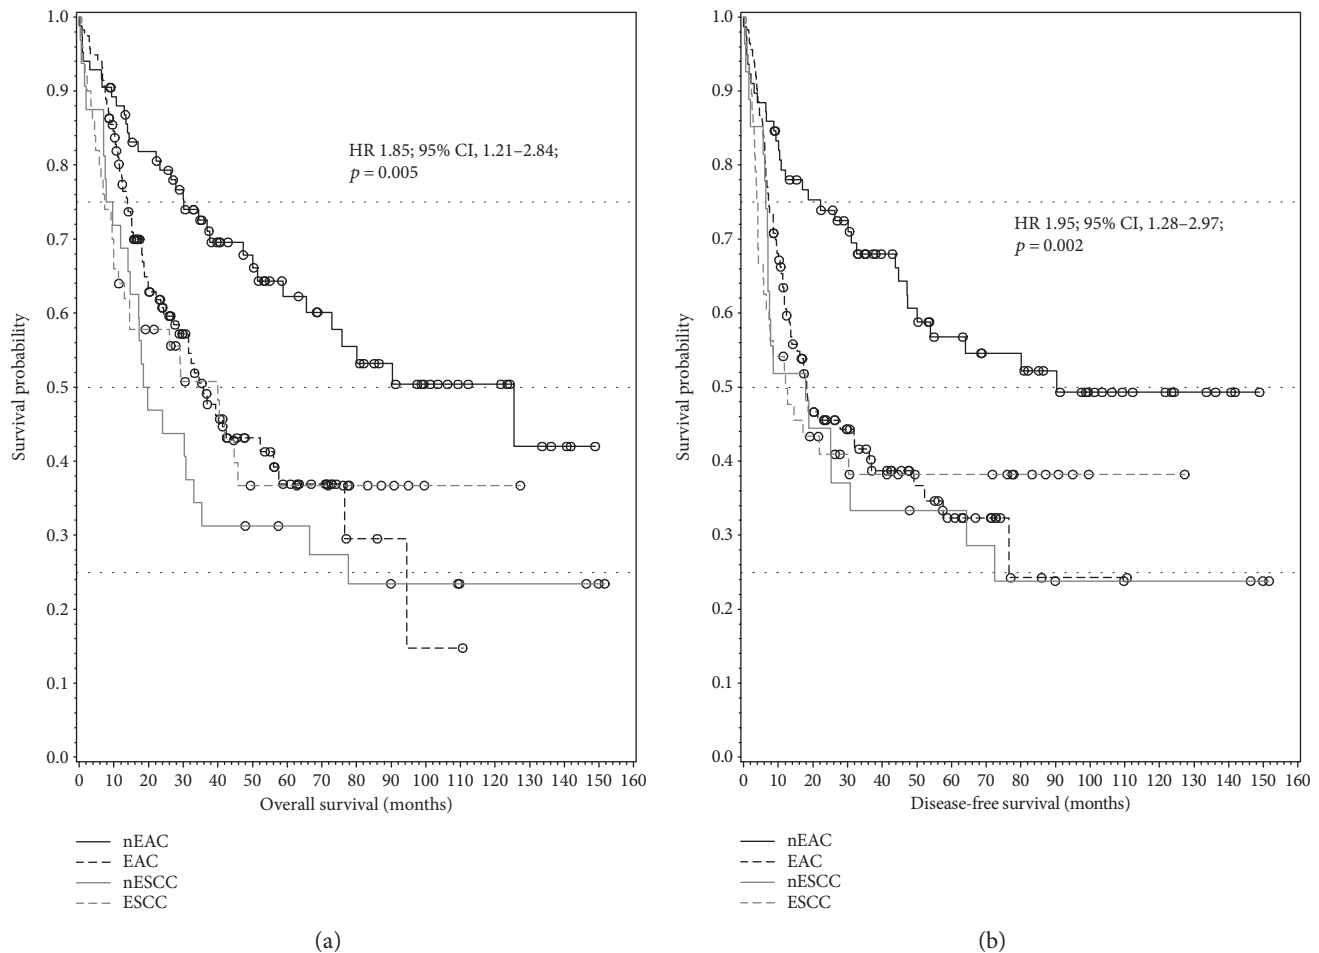 1.0
0.9
0.8
0.7
0.6
0.5
0.4
0.3
0.2
0.1
0.0
Survival probability
HR 1.85; 95% CI, 1.21–2.84;
p = 0.005
0 10 20 30 40 50 60 70 80 90 100 110 120 130 140 150 160
Overall survival (months)
nEAC
EAC
nESCC
ESCC
(a)
1.0
0.9
0.8
0.7
0.6
0.5
0.4
0.3
0.2
0.1
0.0
Survival probability
HR 1.95; 95% CI, 1.28–2.97;
p = 0.002
0 10 20 30 40 50 60 70 80 90 100 110 120 130 140 150 160
Disease-free survival (months)
nEAC
EAC
nESCC
ESCC
(b)